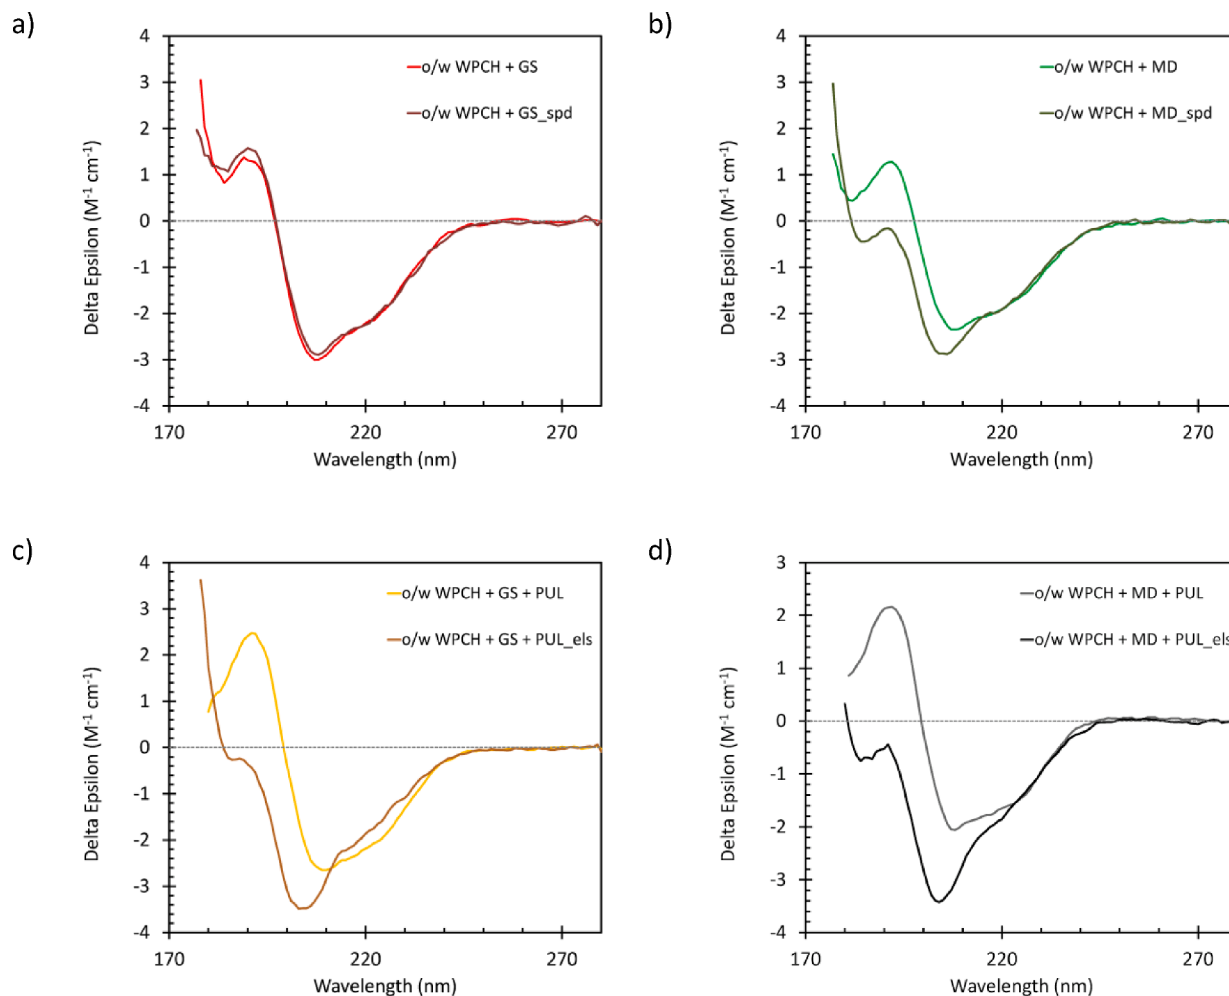 a)
b)
4
3
2
1
0
-1
-2
-3
-4
170
220
270
Delta Epsilon (M⁻¹ cm⁻¹)
Wavelength (nm)
o/w WPCH + GS
o/w WPCH + GS_spd
4
3
2
1
0
-1
-2
-3
-4
170
220
270
Delta Epsilon (M⁻¹ cm⁻¹)
Wavelength (nm)
o/w WPCH + MD
o/w WPCH + MD_spd
c)
d)
4
3
2
1
0
-1
-2
-3
-4
170
220
270
Delta Epsilon (M⁻¹ cm⁻¹)
Wavelength (nm)
o/w WPCH + GS + PUL
o/w WPCH + GS + PUL_els
3
2
1
0
-1
-2
-3
-4
170
220
270
Delta Epsilon (M⁻¹ cm⁻¹)
Wavelength (nm)
o/w WPCH + MD + PUL
o/w WPCH + MD + PUL_els